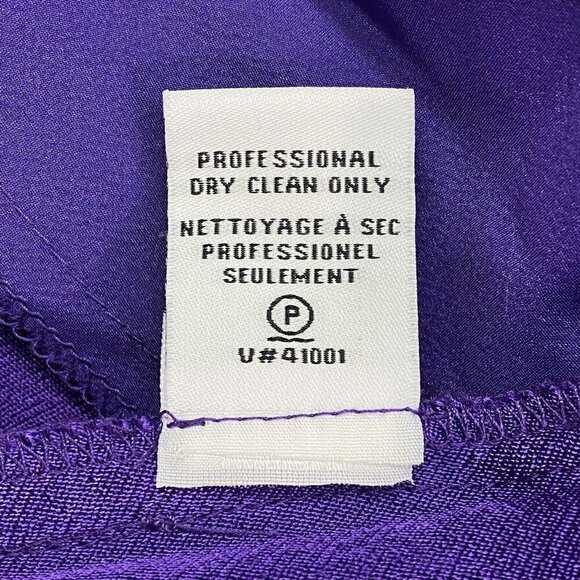 PROFESSIONAL
DRY CLEAN ONLY
NETTOYAGE À SEC
PROFESSIONEL
SEULEMENT
P
V#41001